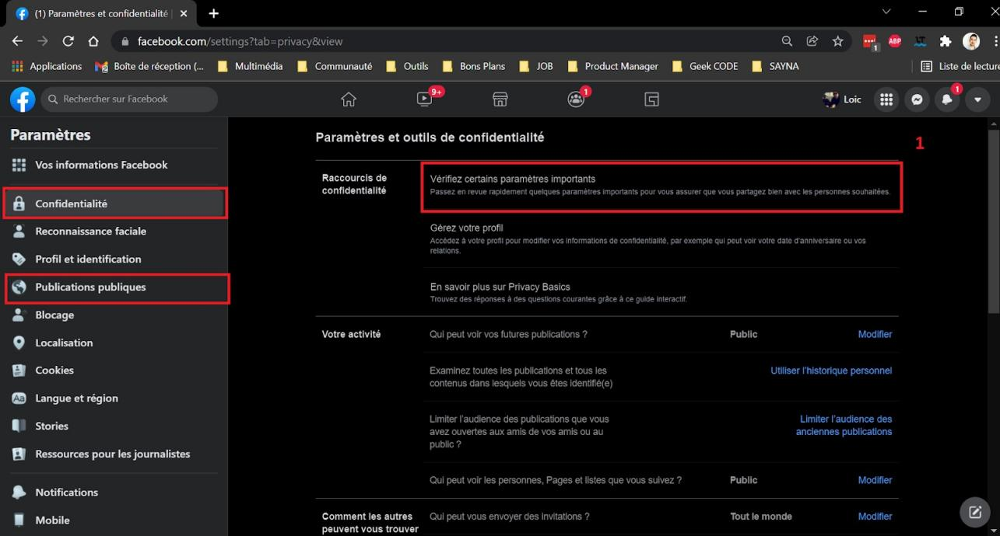 (1) Paramètres et confidentialité
facebook.com/settings?tab=privacy&view
ABP
LT
1
Applications
Boîte de réception (...
Multimédia
Communauté
Outils
Bons Plans
JOB
Product Manager
Geek CODE
SAYNA
Liste de lecture
Rechercher sur Facebook
9+
1
Loic
1
Paramètres
Vos informations Facebook
Confidentialité
Reconnaissance faciale
Profil et identification
Publications publiques
Blocage
Localisation
Cookies
Aa
Langue et région
Stories
Ressources pour les journalistes
Notifications
Mobile
Paramètres et outils de confidentialité
1
Raccourcis de
confidentialité
Vérifiez certains paramètres importants
Passez en revue rapidement quelques paramètres importants pour vous assurer que vous partagez bien avec les personnes souhaitées.
Gérez votre profil
Accédez à votre profil pour modifier vos informations de confidentialité, par exemple qui peut voir votre date d'anniversaire ou vos
relations.
En savoir plus sur Privacy Basics
Trouvez des réponses à des questions courantes grâce à ce guide interactif.
Votre activité
Qui peut voir vos futures publications ?
Public
Modifier
Examinez toutes les publications et tous les
contenus dans lesquels vous êtes identifié(e)
Utiliser l'historique personnel
Limiter l'audience des publications que vous
avez ouvertes aux amis de vos amis ou au
public ?
Limiter l'audience des
anciennes publications
Qui peut voir les personnes, Pages et listes que vous suivez ?
Public
Modifier
Comment les autres
peuvent vous trouver
Qui peut vous envoyer des invitations ?
Tout le monde
Modifier